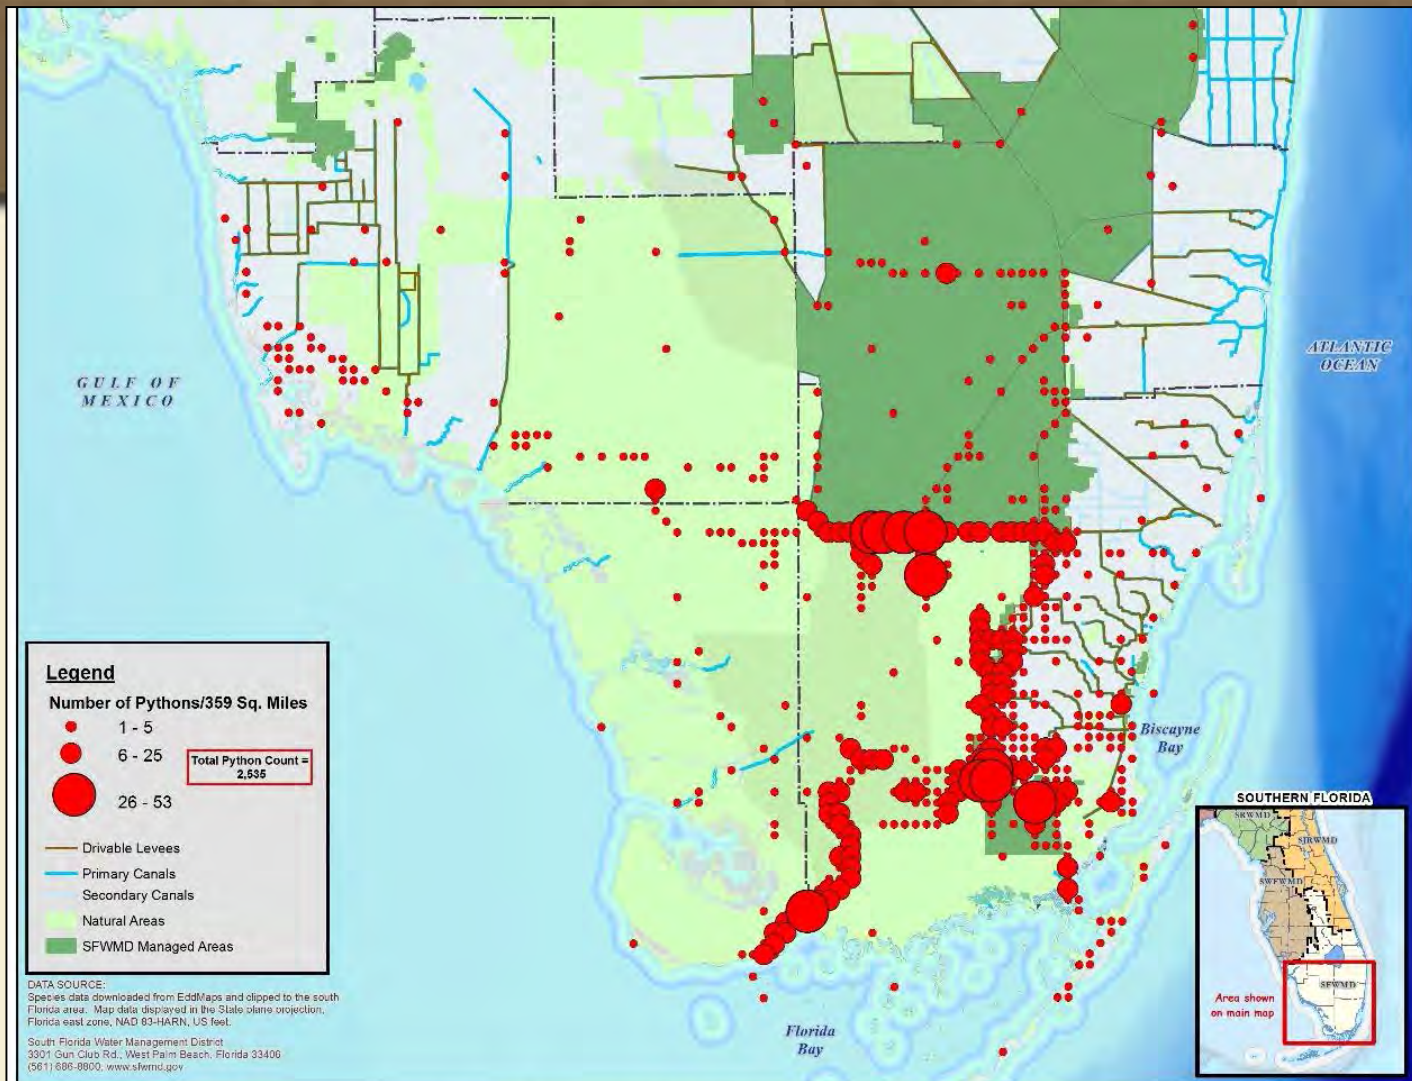 GULF OF
MEXICO
ATLANTIC
OCEAN
Biscayne
Bay
Florida
Bay
Legend
Number of Pythons/359 Sq. Miles
1 - 5
6 - 25
26 - 53
Total Python Count =
2,535
Drivable Levees
Primary Canals
Secondary Canals
Natural Areas
SFWMD Managed Areas
DATA SOURCE:
Species data downloaded from EddMaps and clipped to the south
Florida area. Map data displayed in the State plane projection,
Florida east zone, NAD 83-HARN, US feet.
South Florida Water Management District
3301 Gun Club Rd., West Palm Beach, Florida 33406
(561) 686-8800; www.sfwmd.gov
SOUTHERN FLORIDA
SRWMD
SJRWMD
SWFWMD
SFWMD
Area shown
on main map